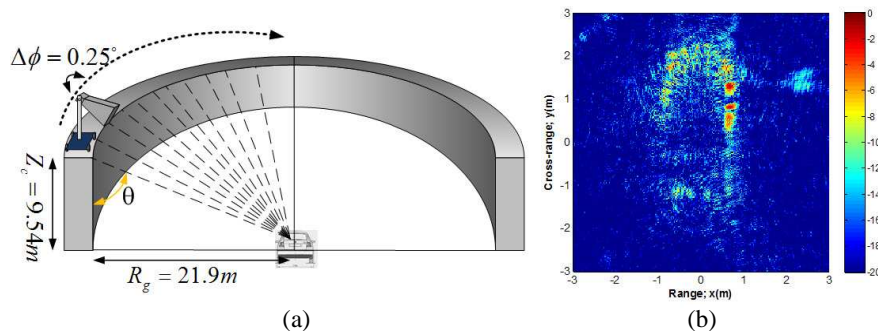 Δϕ = 0.25°
Z_c = 9.54m
θ
R_g = 21.9m
(a)
Cross-range; y(m)
3
2
1
0
-1
-2
-3
-3 -2 -1 0 1 2 3
Range; x(m)
0
-2
-4
-6
-8
-10
-12
-14
-16
-18
-20
(b)